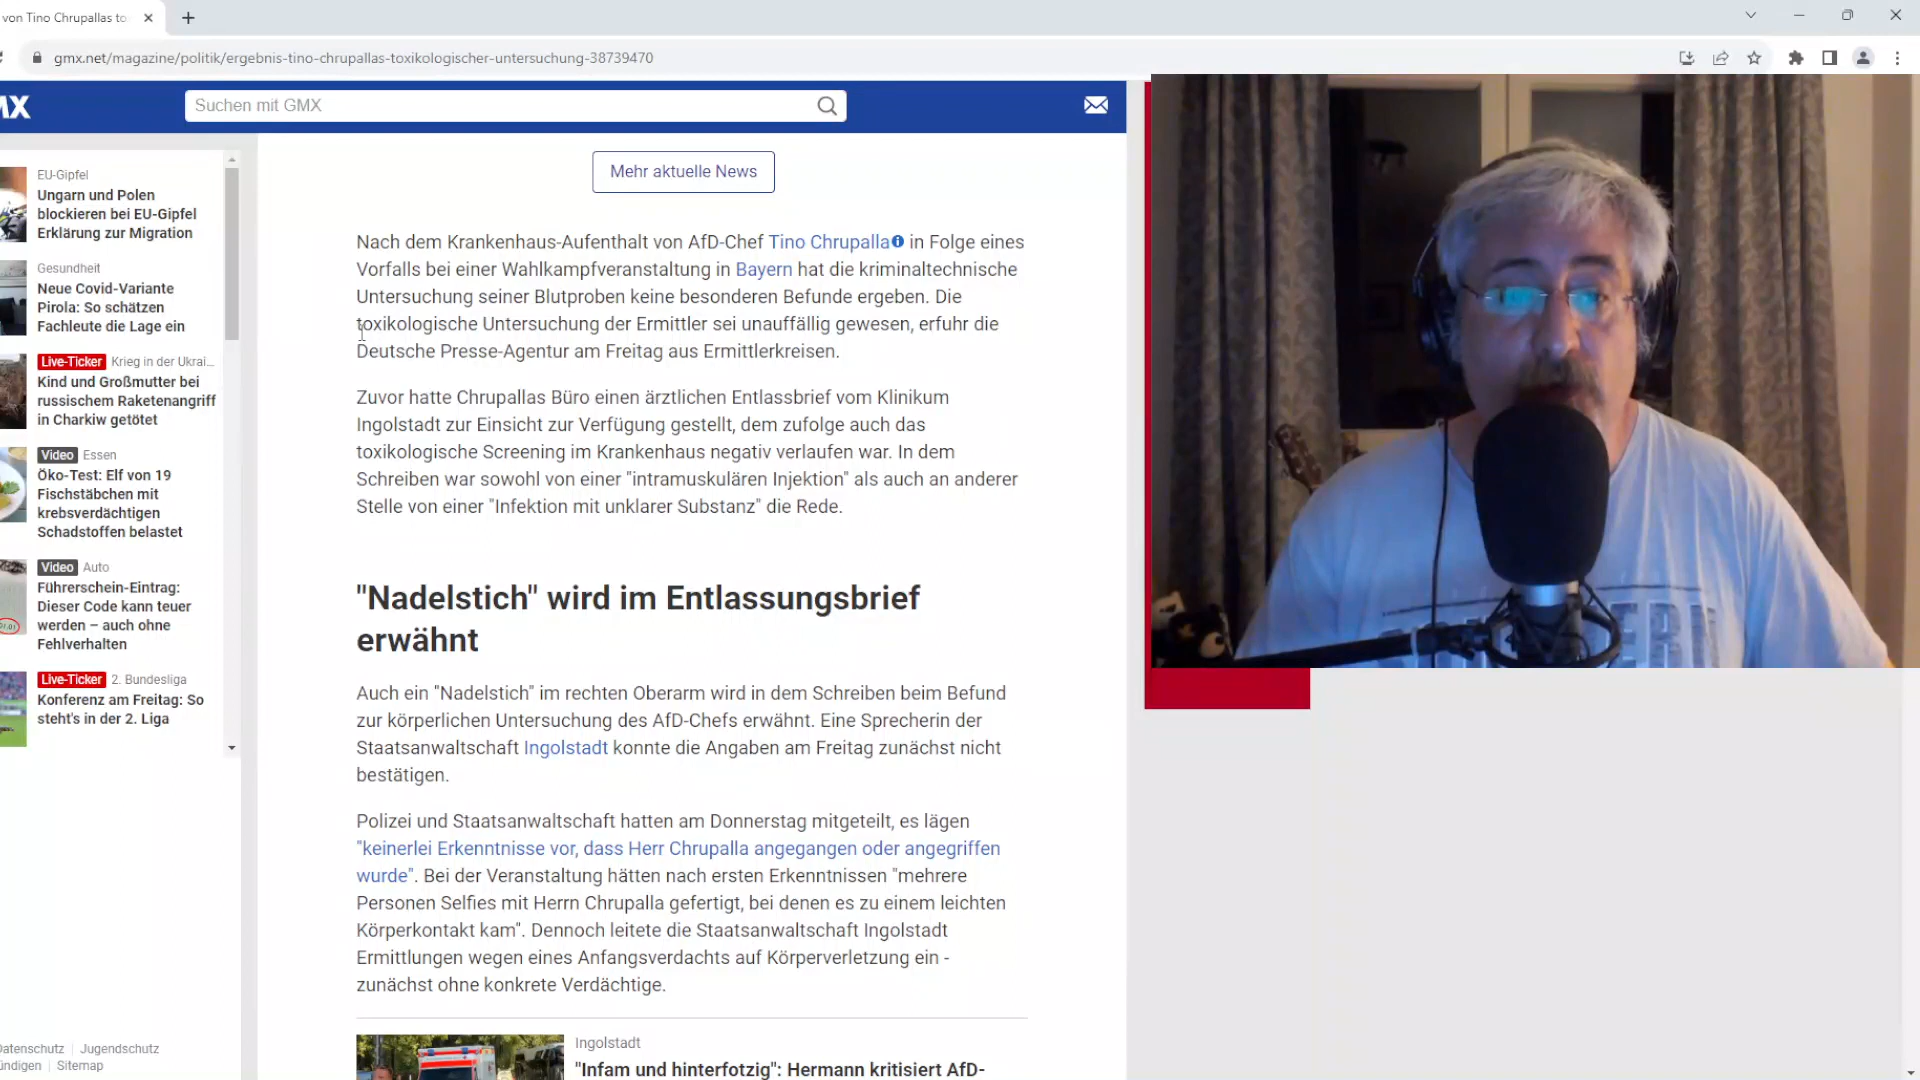 von Tino Chrupallas to
gmx.net/magazine/politik/ergebnis-tino-chrupallas-toxikologischer-untersuchung-38739470
MX
Suchen mit GMX
EU-Gipfel
Ungarn und Polen
blockieren bei EU-Gipfel
Erklärung zur Migration
Gesundheit
Neue Covid-Variante
Pirola: So schätzen
Fachleute die Lage ein
Live-Ticker Krieg in der Ukrai...
Kind und Großmutter bei
russischem Raketenangriff
in Charkiw getötet
Video Essen
Öko-Test: Elf von 19
Fischstäbchen mit
krebsverdächtigen
Schadstoffen belastet
Video Auto
Führerschein-Eintrag:
Dieser Code kann teuer
werden – auch ohne
Fehlverhalten
Live-Ticker 2. Bundesliga
Konferenz am Freitag: So
steht's in der 2. Liga
Datenschutz Jugendschutz
ündigen Sitemap
Mehr aktuelle News
Nach dem Krankenhaus-Aufenthalt von AfD-Chef Tino Chrupalla in Folge eines
Vorfalls bei einer Wahlkampfveranstaltung in Bayern hat die kriminaltechnische
Untersuchung seiner Blutproben keine besonderen Befunde ergeben. Die
toxikologische Untersuchung der Ermittler sei unauffällig gewesen, erfuhr die
Deutsche Presse-Agentur am Freitag aus Ermittlerkreisen.
Zuvor hatte Chrupallas Büro einen ärztlichen Entlassbrief vom Klinikum
Ingolstadt zur Einsicht zur Verfügung gestellt, dem zufolge auch das
toxikologische Screening im Krankenhaus negativ verlaufen war. In dem
Schreiben war sowohl von einer "intramuskulären Injektion" als auch an anderer
Stelle von einer "Infektion mit unklarer Substanz" die Rede.
"Nadelstich" wird im Entlassungsbrief
erwähnt
Auch ein "Nadelstich" im rechten Oberarm wird in dem Schreiben beim Befund
zur körperlichen Untersuchung des AfD-Chefs erwähnt. Eine Sprecherin der
Staatsanwaltschaft Ingolstadt konnte die Angaben am Freitag zunächst nicht
bestätigen.
Polizei und Staatsanwaltschaft hatten am Donnerstag mitgeteilt, es lägen
"keinerlei Erkenntnisse vor, dass Herr Chrupalla angegangen oder angegriffen
wurde". Bei der Veranstaltung hätten nach ersten Erkenntnissen "mehrere
Personen Selfies mit Herrn Chrupalla gefertigt, bei denen es zu einem leichten
Körperkontakt kam". Dennoch leitete die Staatsanwaltschaft Ingolstadt
Ermittlungen wegen eines Anfangsverdachts auf Körperverletzung ein -
zunächst ohne konkrete Verdächtige.
Ingolstadt
"Infam und hinterfotzig": Hermann kritisiert AfD-